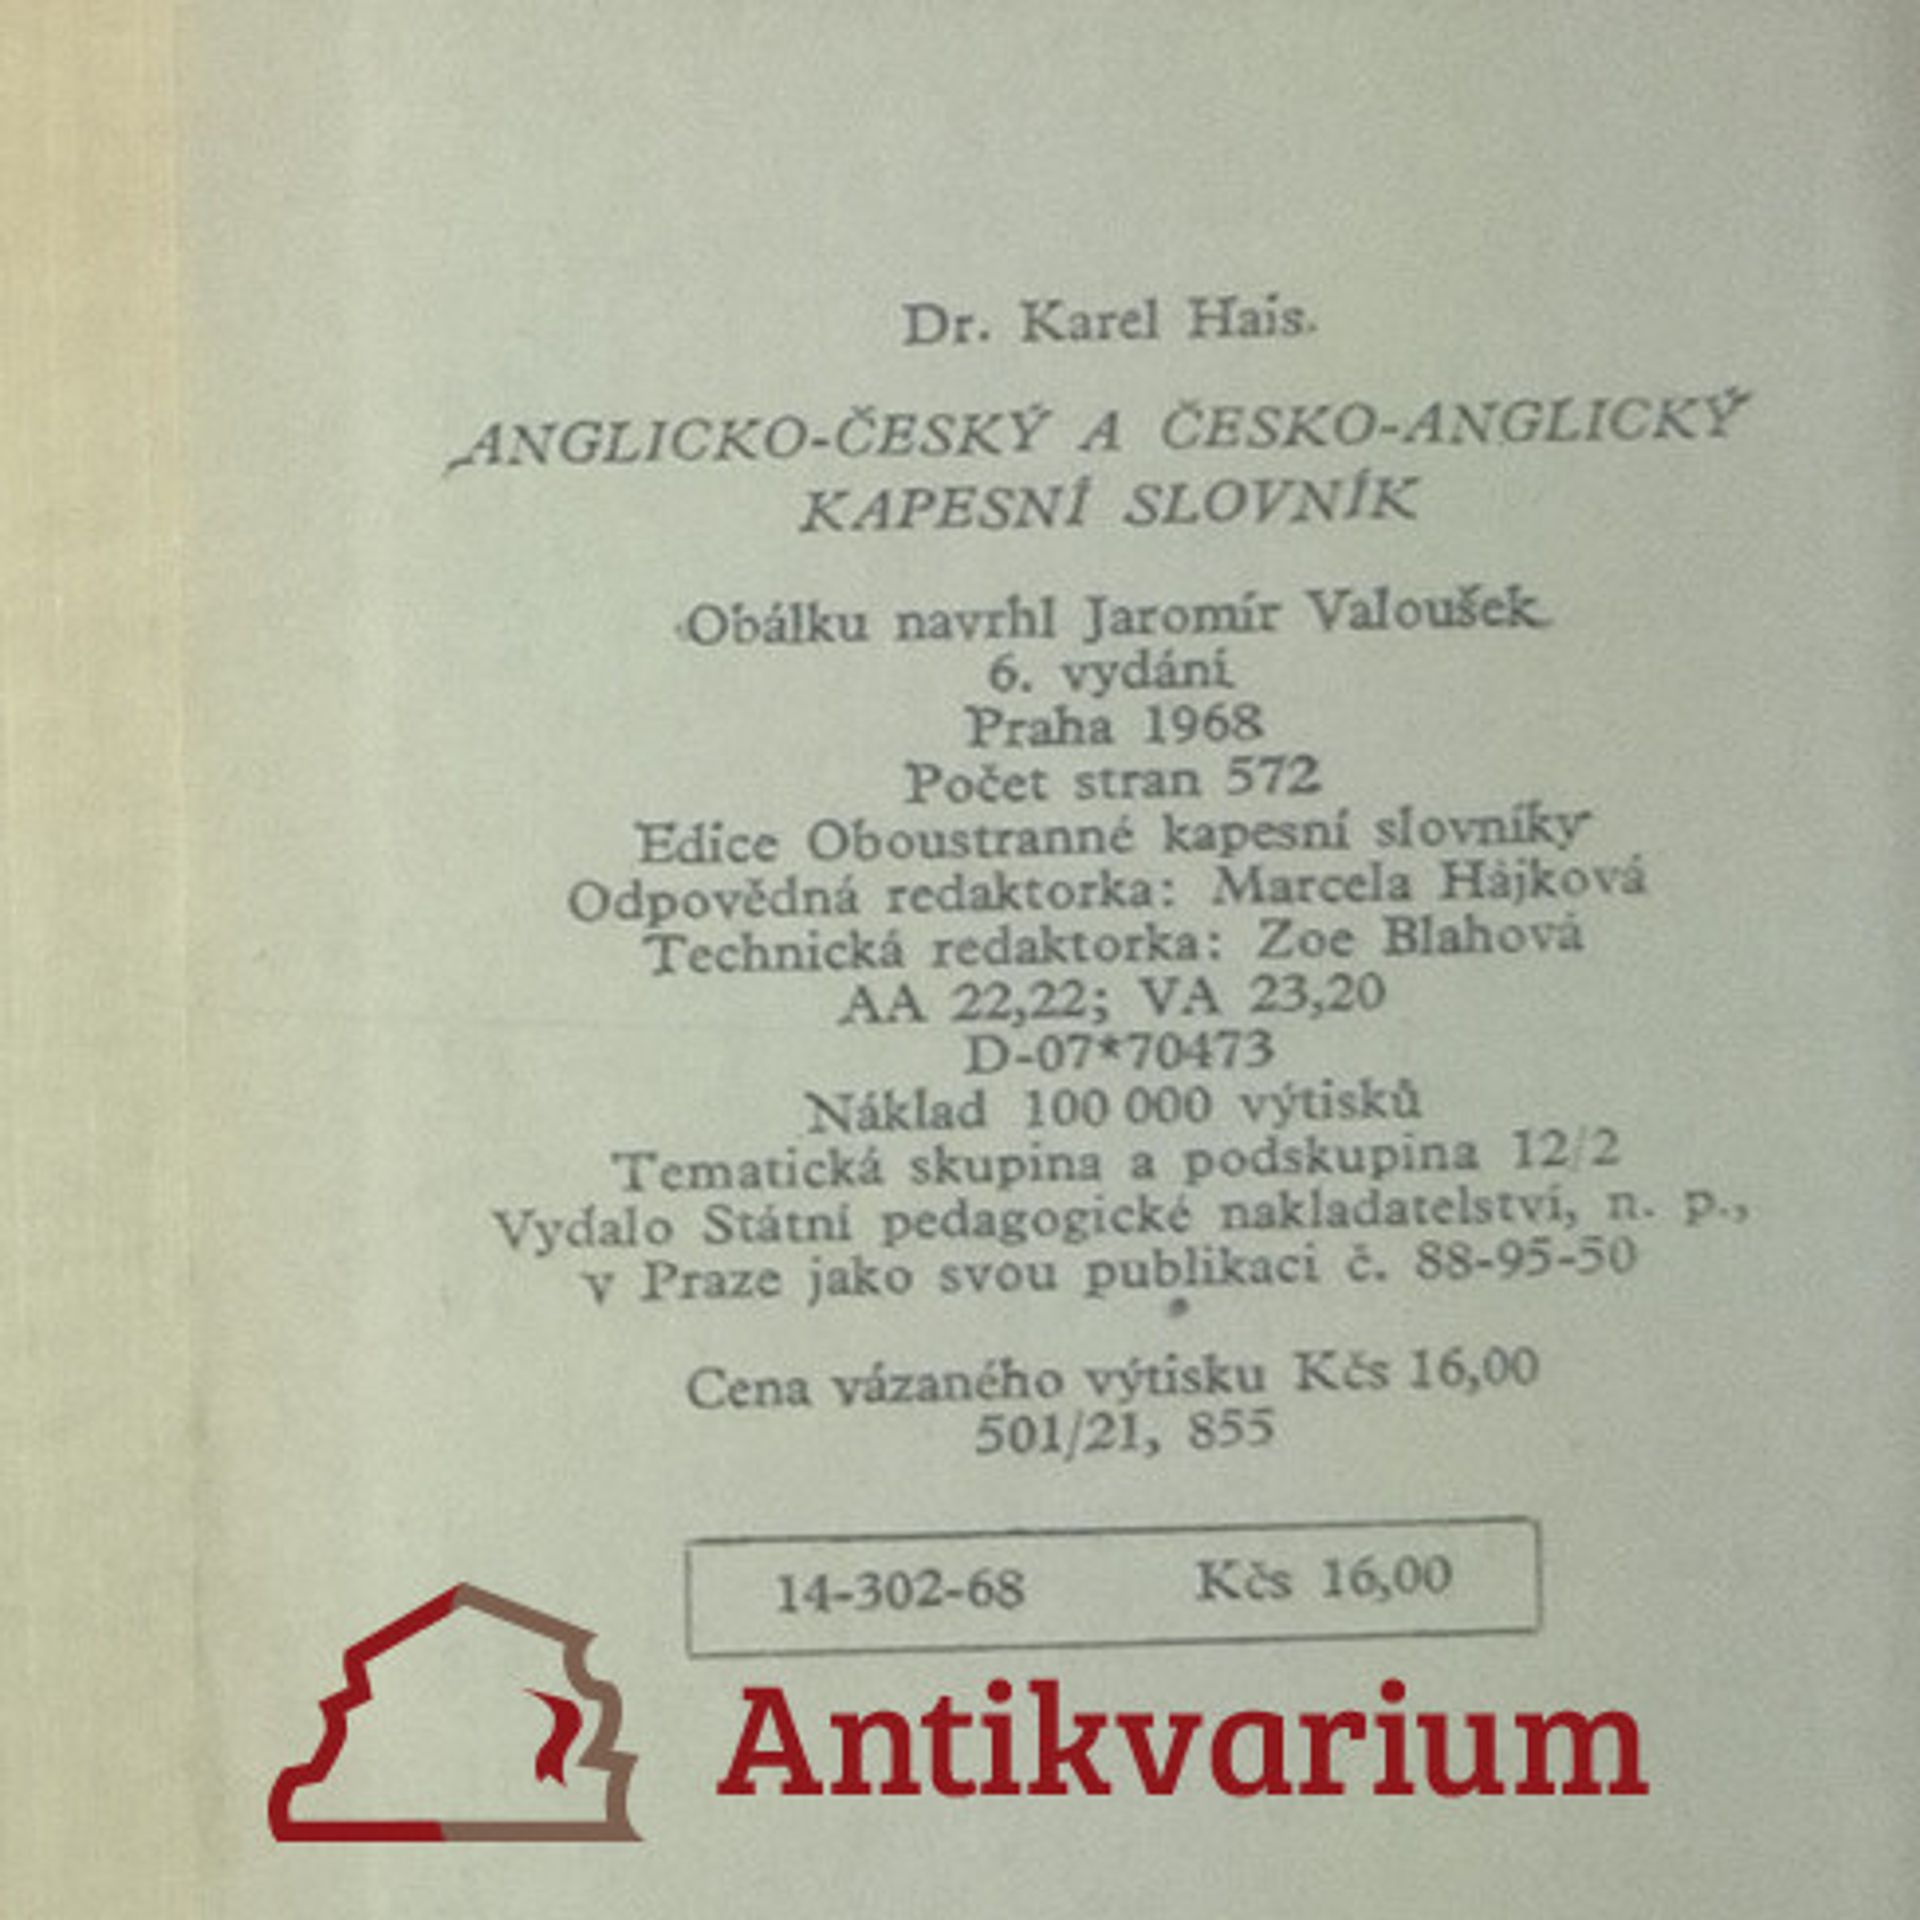 Dr. Karel Hais
ANGLICKO-ČESKÝ A ČESKO-ANGLICKÝ
KAPESNÍ SLOVNÍK
Obálku navrhl Jaromír Valoušek
6. vydání
Praha 1968
Počet stran 572
Edice Oboustranné kapesní slovníky
Odpovědná redaktorka: Marcela Hájková
Technická redaktorka: Zoe Blahová
AA 22,22; VA 23,20
D-07*70473
Náklad 100 000 výtisků
Tematická skupina a podskupina 12/2
Vydalo Státní pedagogické nakladatelství, n. p.,
v Praze jako svou publikaci č. 88-95-50
Cena vázaného výtisku Kčs 16,00
501/21, 855
14-302-68 Kčs 16,00
Antikvarium